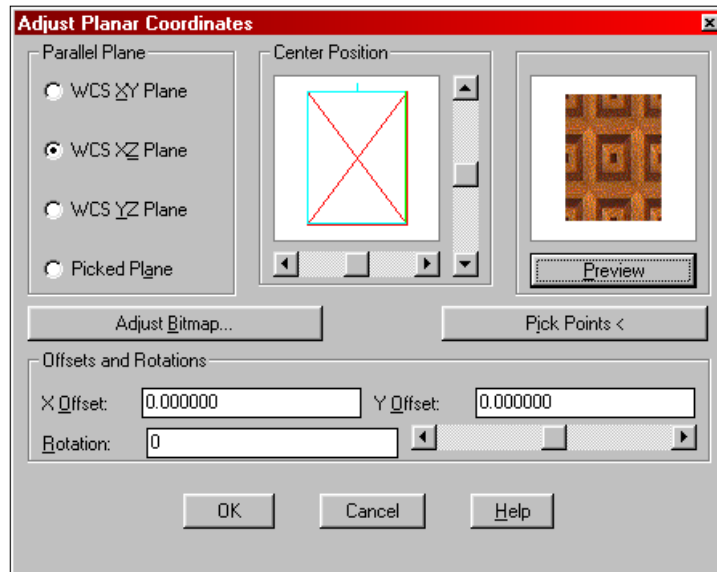 Adjust Planar Coordinates
Parallel Plane
WCS XY Plane
WCS XZ Plane
WCS YZ Plane
Picked Plane
Center Position
Preview
Adjust Bitmap...
Pick Points <
Offsets and Rotations
X Offset: 0.000000 Y Offset: 0.000000
Rotation: 0
OK Cancel Help